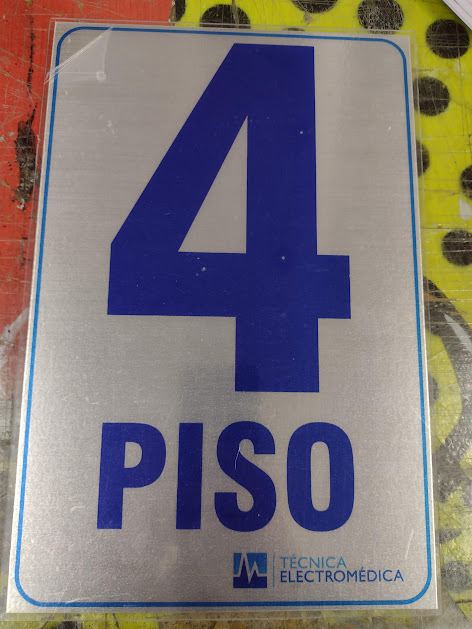 4
PISO
TÉCNICA
ELECTROMÉDICA